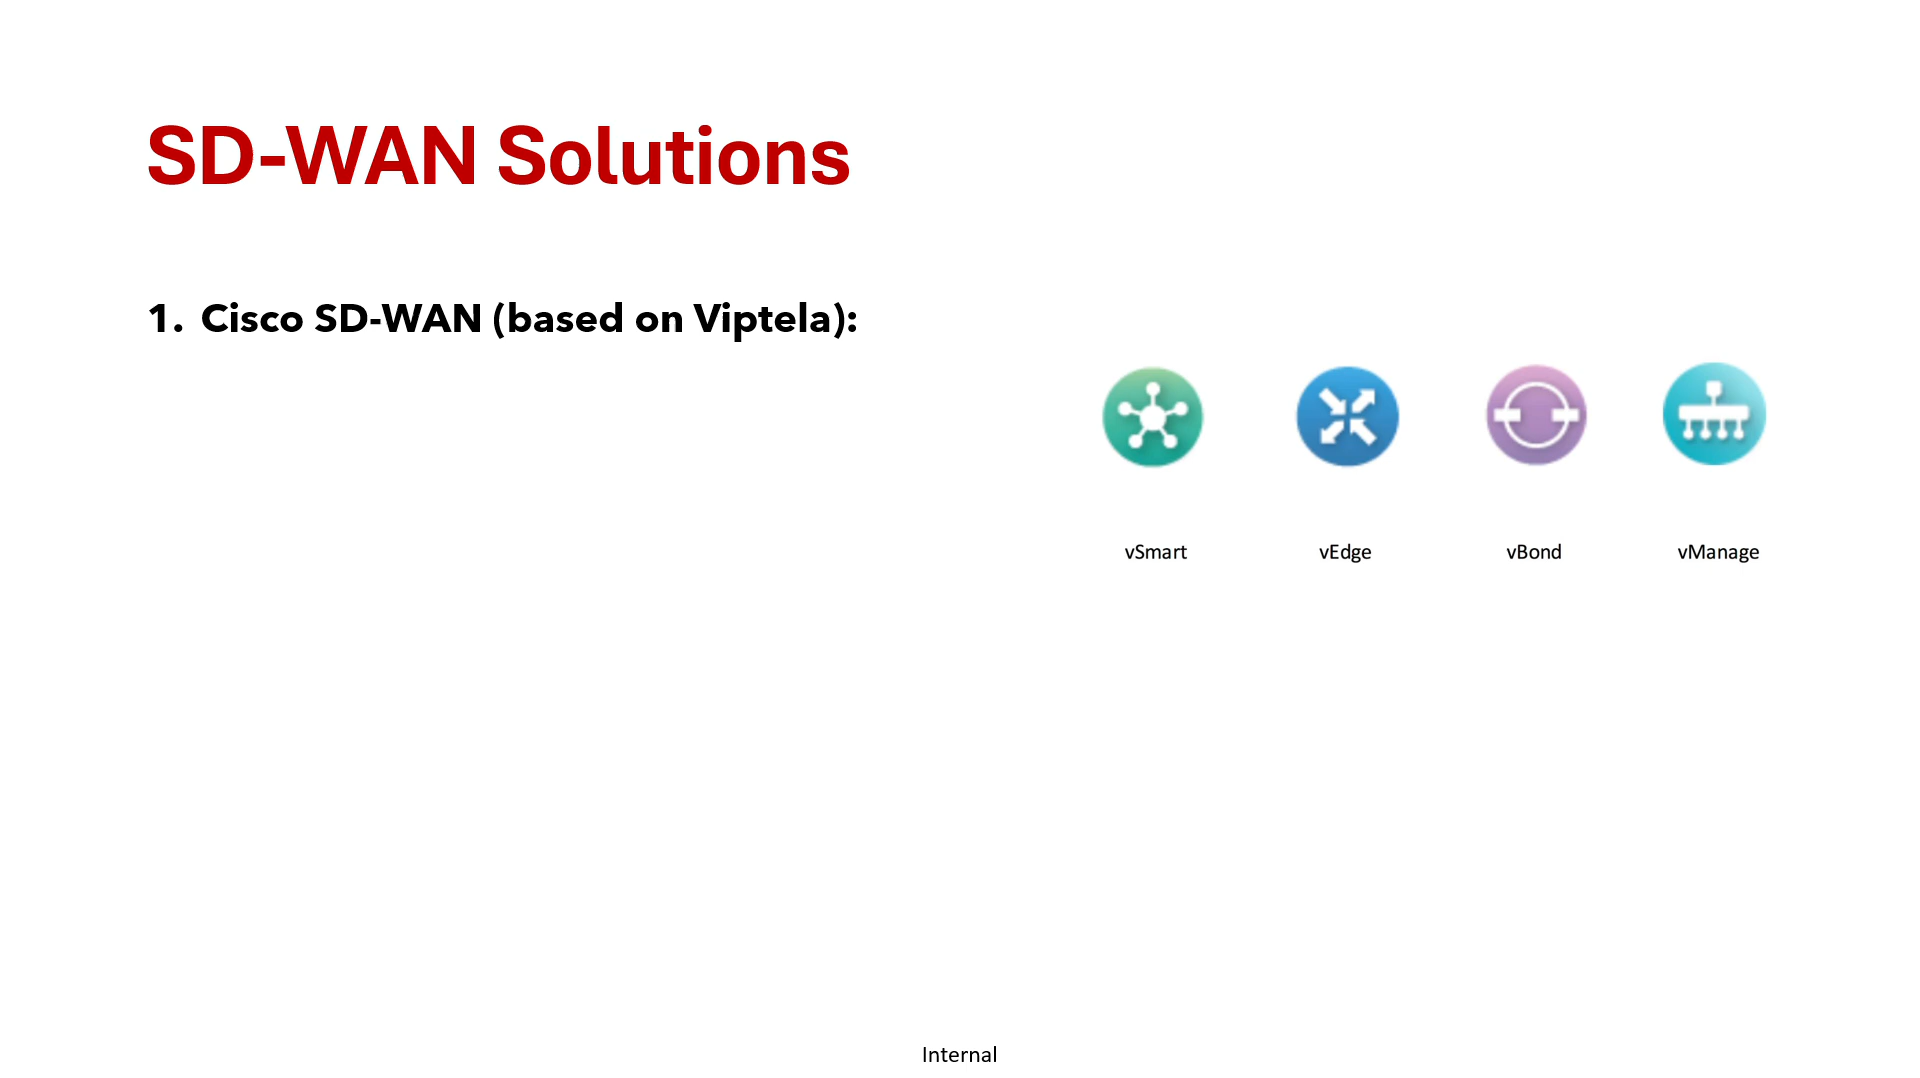 SD-WAN Solutions
1. Cisco SD-WAN (based on Viptela):
vSmart vEdge vBond vManage
Internal